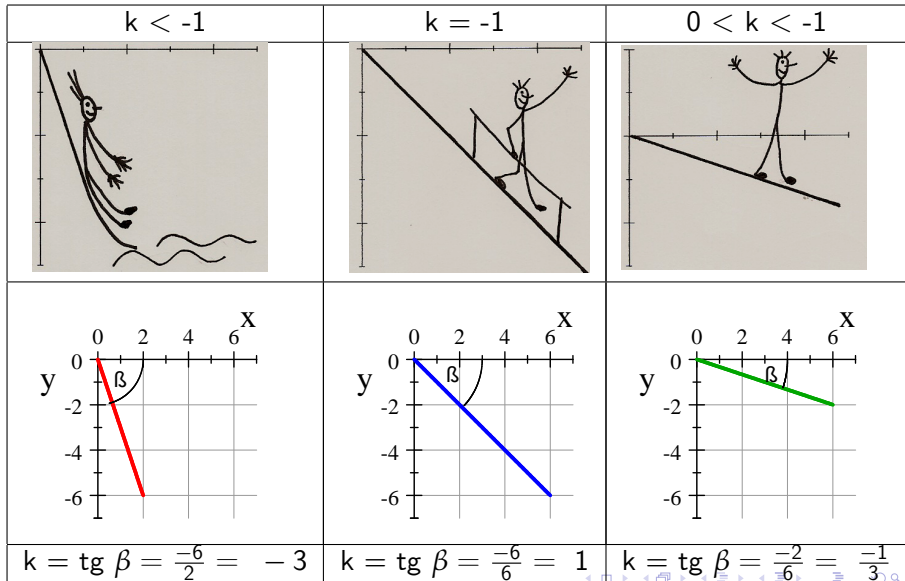 k < -1
k = -1
0 < k < -1
x
0 2 6
0
y
ß
-2
-4
-6
x
0 2 4 6
0
y
ß
-2
-4
-6
x
0 2 4 6
0
y
ß
-2
-4
-6
k = tg β = -6/2 = -3
k = tg β = -6/6 = 1
k = tg β = -2/6 = -1/3